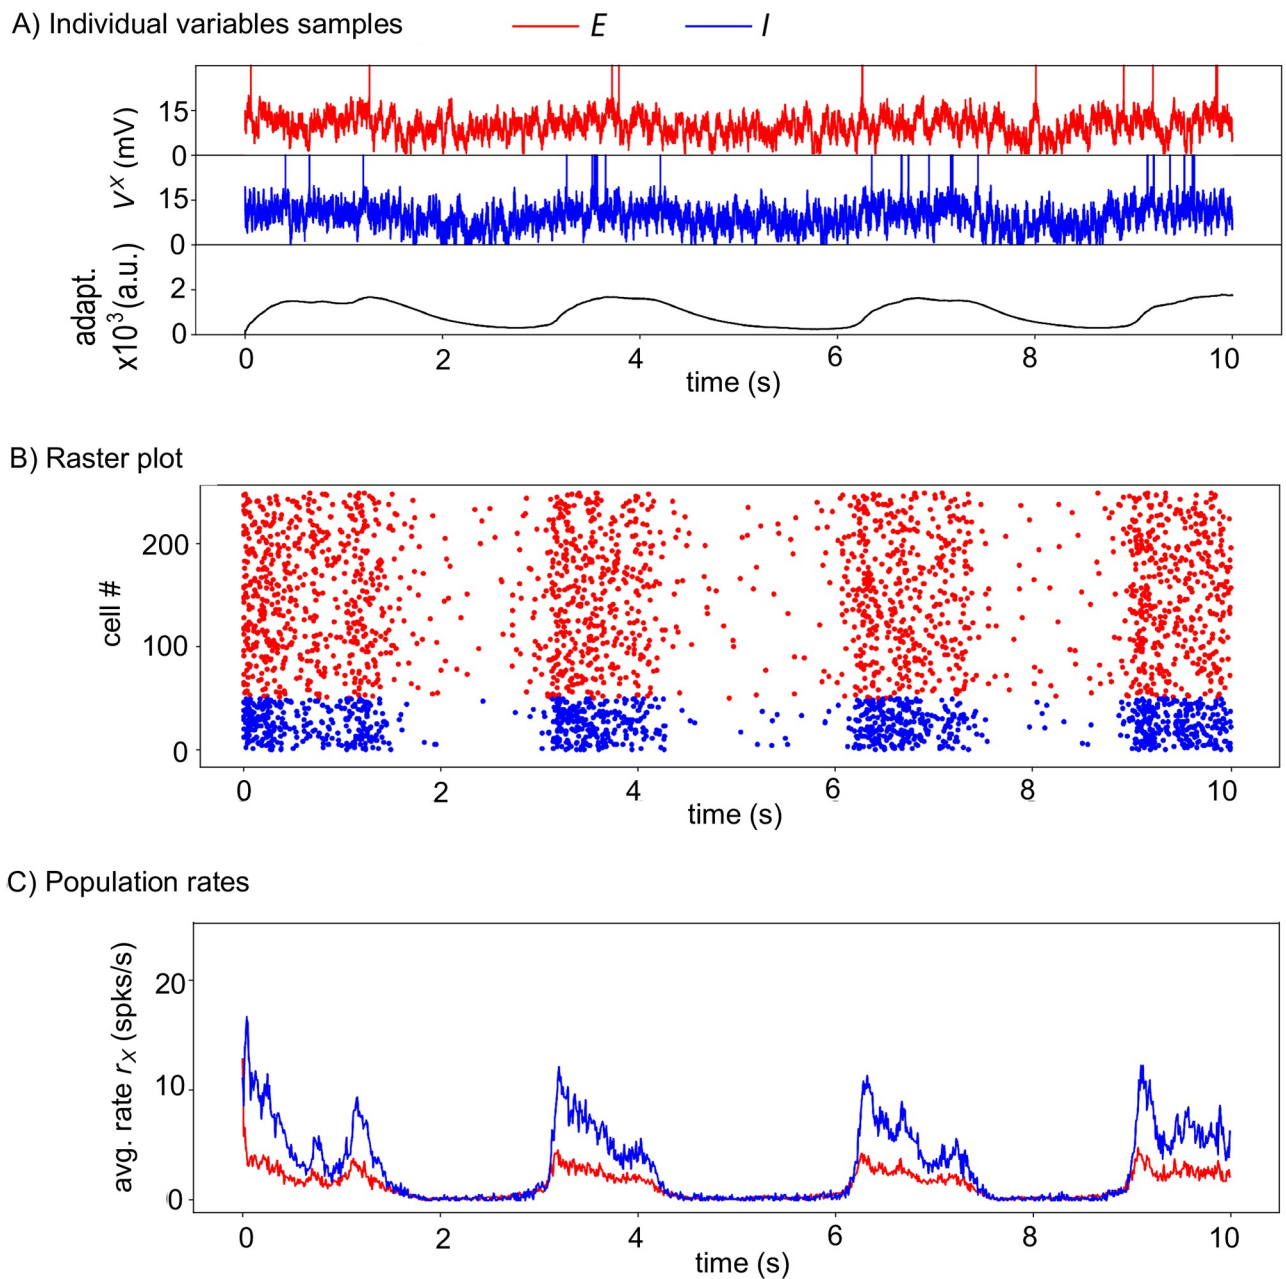 A) Individual variables samples E I
V^X (mV)
15
0
15
0
adapt.
x10^3 (a.u.)
2
0
0 2 4 6 8 10
time (s)
B) Raster plot
cell #
200
100
0
0 2 4 6 8 10
time (s)
C) Population rates
avg. rate r_X (spks/s)
20
10
0
0 2 4 6 8 10
time (s)